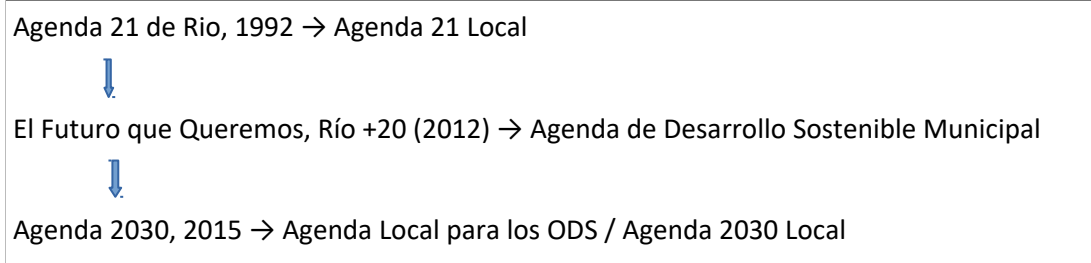 Agenda 21 de Rio, 1992 → Agenda 21 Local
El Futuro que Queremos, Río +20 (2012) → Agenda de Desarrollo Sostenible Municipal
Agenda 2030, 2015 → Agenda Local para los ODS / Agenda 2030 Local